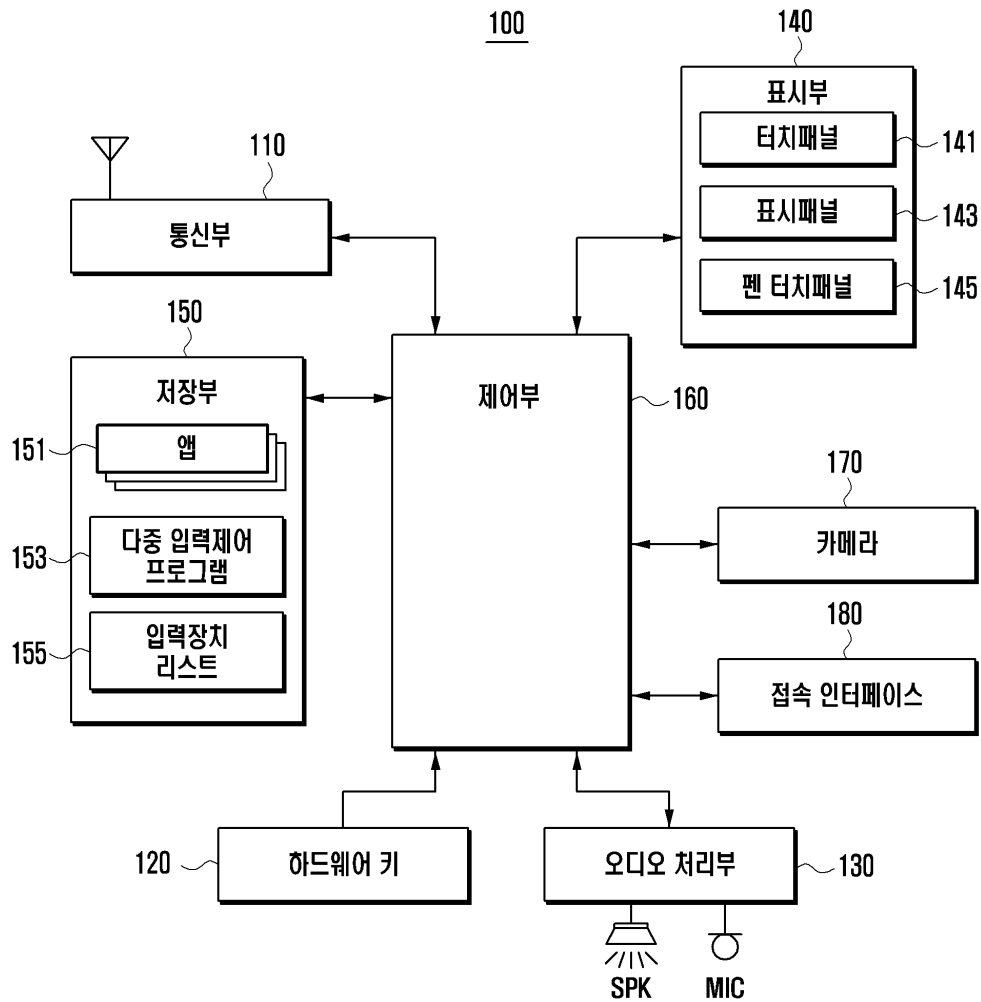 100
140
표시부
터치패널
141
표시패널
143
펜 터치패널
145
110
통신부
150
저장부
151
앱
153
다중 입력제어
프로그램
155
입력장치
리스트
제어부
160
170
카메라
180
접속 인터페이스
120
하드웨어 키
오디오 처리부
130
SPK
MIC